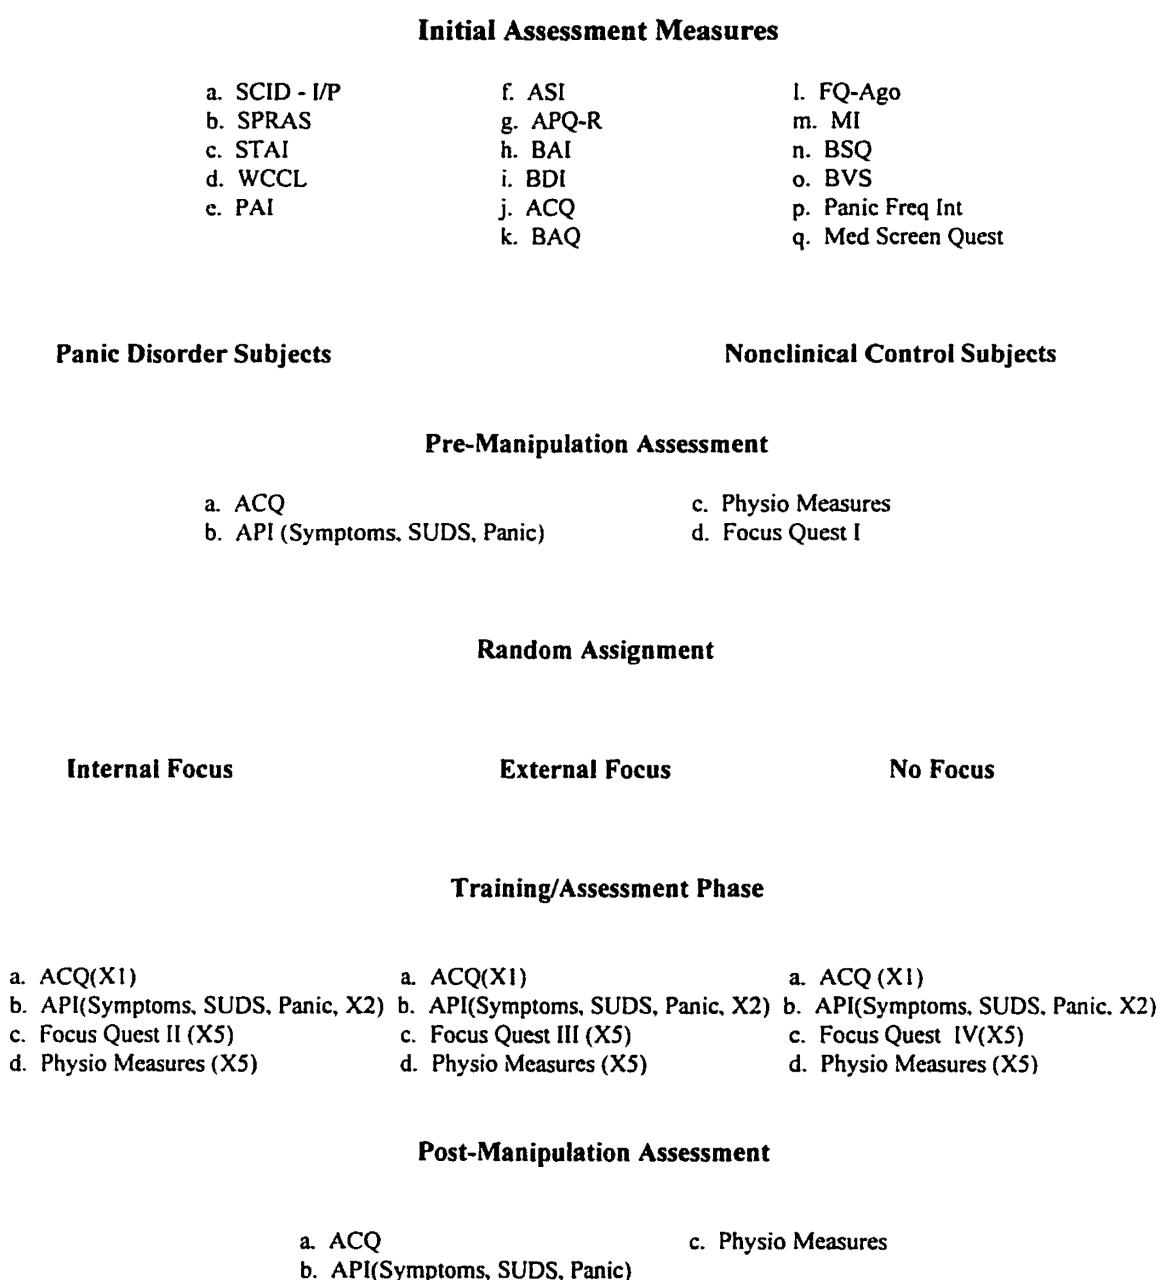 Initial Assessment Measures
a. SCID - I/P f. ASI l. FQ-Ago
b. SPRAS g. APQ-R m. MI
c. STAI h. BAI n. BSQ
d. WCCL i. BDI o. BVS
e. PAI j. ACQ p. Panic Freq Int
k. BAQ q. Med Screen Quest
Panic Disorder Subjects Nonclinical Control Subjects
Pre-Manipulation Assessment
a. ACQ c. Physio Measures
b. API (Symptoms, SUDS, Panic) d. Focus Quest I
Random Assignment
Internal Focus External Focus No Focus
Training/Assessment Phase
a. ACQ(X1) a. ACQ(X1) a. ACQ (X1)
b. API(Symptoms, SUDS, Panic, X2) b. API(Symptoms, SUDS, Panic, X2) b. API(Symptoms, SUDS, Panic, X2)
c. Focus Quest II (X5) c. Focus Quest III (X5) c. Focus Quest IV(X5)
d. Physio Measures (X5) d. Physio Measures (X5) d. Physio Measures (X5)
Post-Manipulation Assessment
a. ACQ c. Physio Measures
b. API(Symptoms, SUDS, Panic)